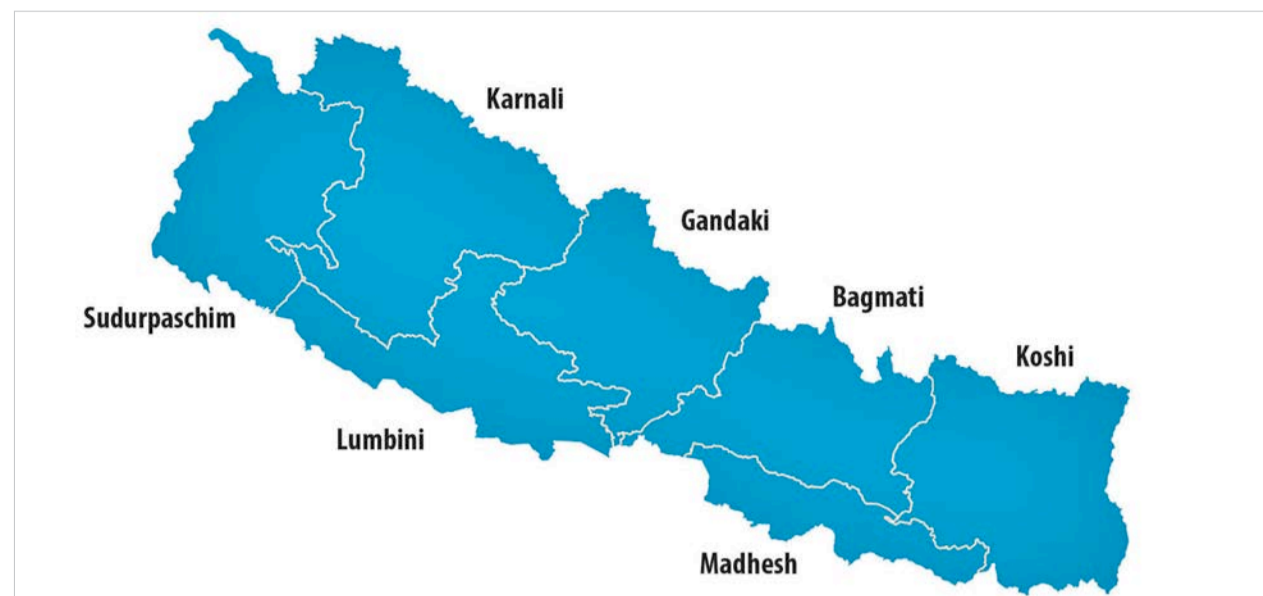 Karnali
Gandaki
Bagmati
Sudurpaschim
Koshi
Lumbini
Madhesh